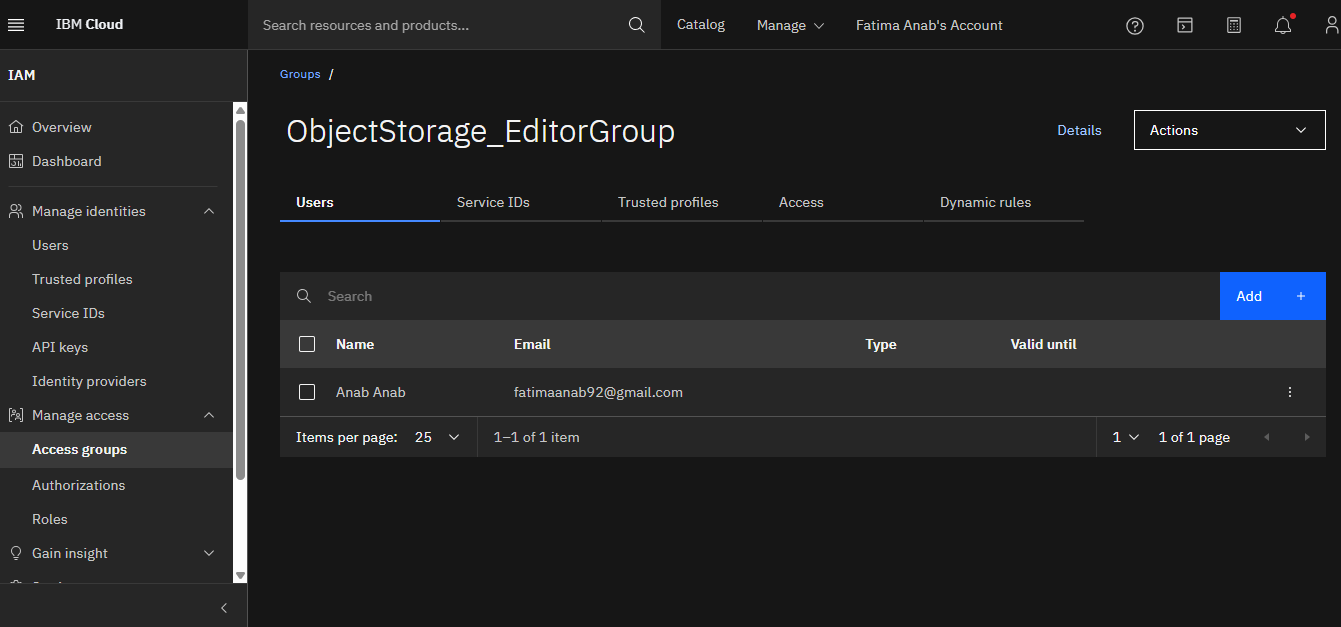 IBM Cloud
Search resources and products...
Catalog
Manage
Fatima Anab's Account
IAM
Overview
Dashboard
Manage identities
Users
Trusted profiles
Service IDs
API keys
Identity providers
Manage access
Access groups
Authorizations
Roles
Gain insight
Groups /
ObjectStorage_EditorGroup
Details
Actions
Users
Service IDs
Trusted profiles
Access
Dynamic rules
Search
Add +
Name Email Type Valid until
Anab Anab fatimaanab92@gmail.com
Items per page: 25 1–1 of 1 item 1 1 of 1 page